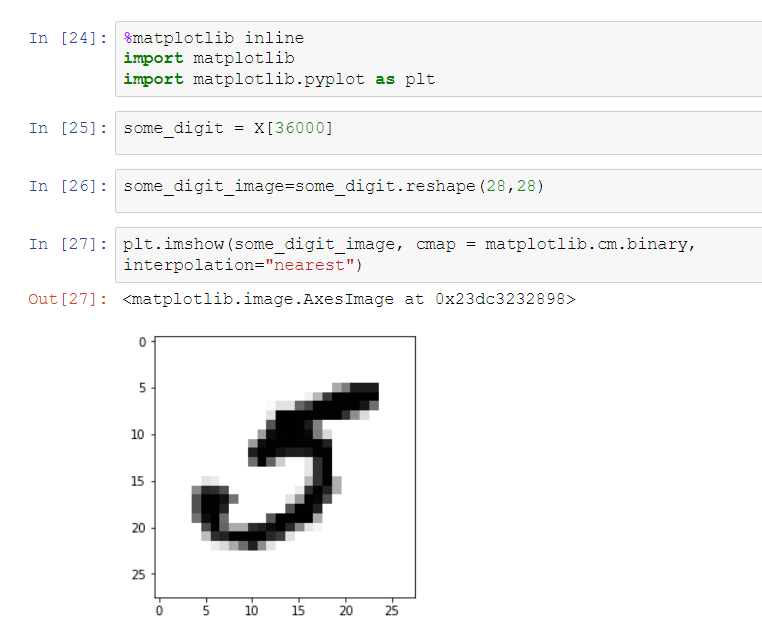 In [24]: %matplotlib inline
import matplotlib
import matplotlib.pyplot as plt
In [25]: some_digit = X[36000]
In [26]: some_digit_image=some_digit.reshape(28,28)
In [27]: plt.imshow(some_digit_image, cmap = matplotlib.cm.binary,
interpolation="nearest")
Out[27]: <matplotlib.image.AxesImage at 0x23dc3232898>
0
5
10
15
20
25
0 5 10 15 20 25
5